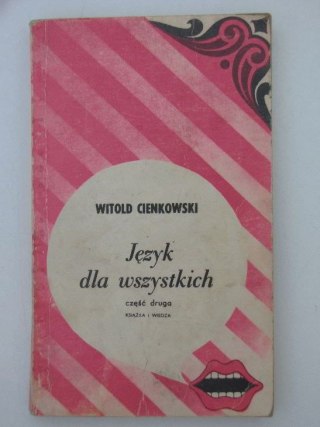 WITOLD CIENKOWSKI
Język
dla wszystkich
część druga
KSIĄŻKA I WIEDZA